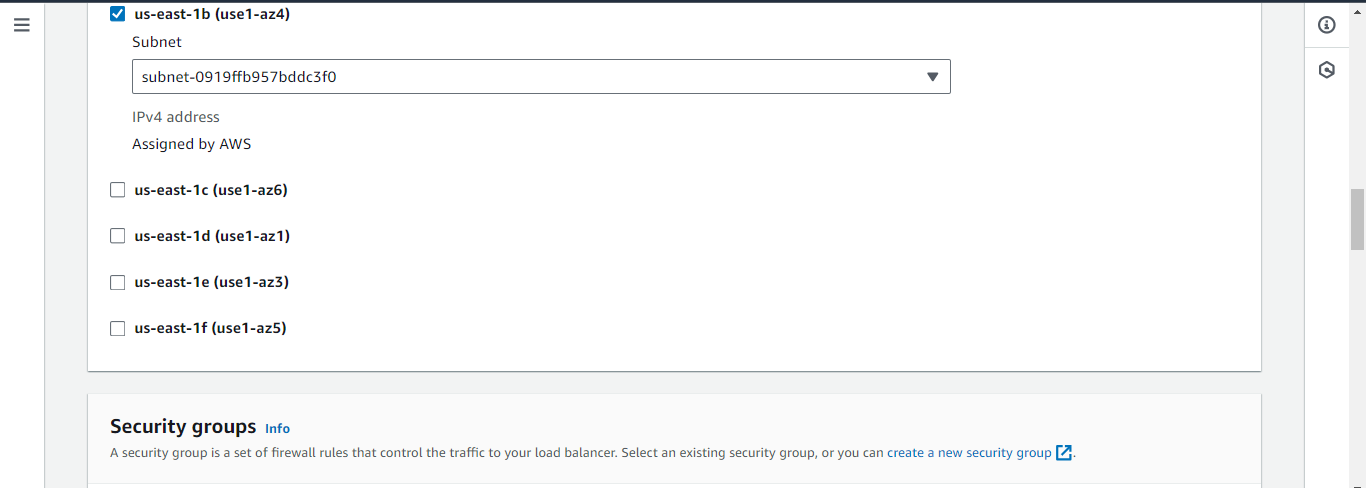 us-east-1b (use1-az4)
Subnet
subnet-0919ffb957bddc3f0
IPv4 address
Assigned by AWS
us-east-1c (use1-az6)
us-east-1d (use1-az1)
us-east-1e (use1-az3)
us-east-1f (use1-az5)
Security groups Info
A security group is a set of firewall rules that control the traffic to your load balancer. Select an existing security group, or you can create a new security group.